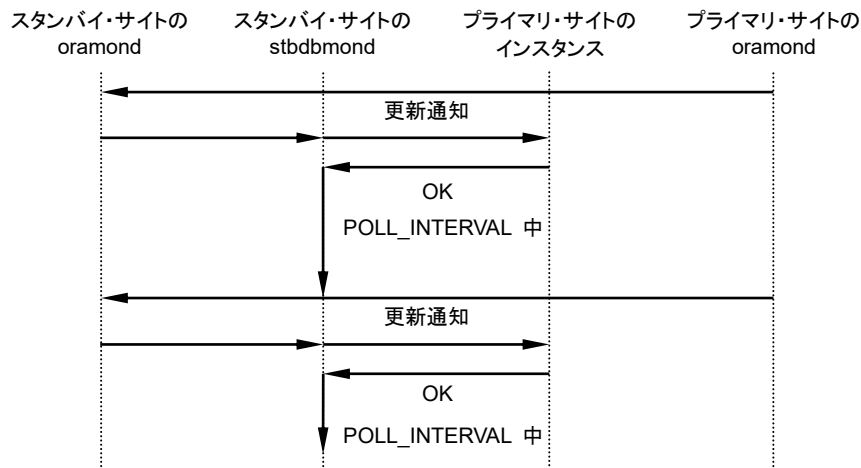 スタンバイ・サイトの
oramond
スタンバイ・サイトの
stbdbmond
プライマリ・サイトの
インスタンス
プライマリ・サイトの
oramond
更新通知
OK
POLL_INTERVAL 中
更新通知
OK
POLL_INTERVAL 中